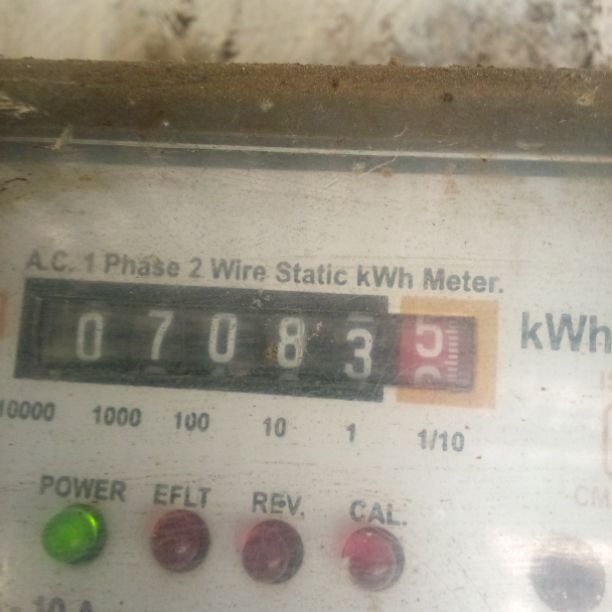 A.C. 1 Phase 2 Wire Static kWh Meter.
0 7 0 8 3 5 kWh
10000 1000 100 10 1 1/10
POWER EFLT REV. CAL.